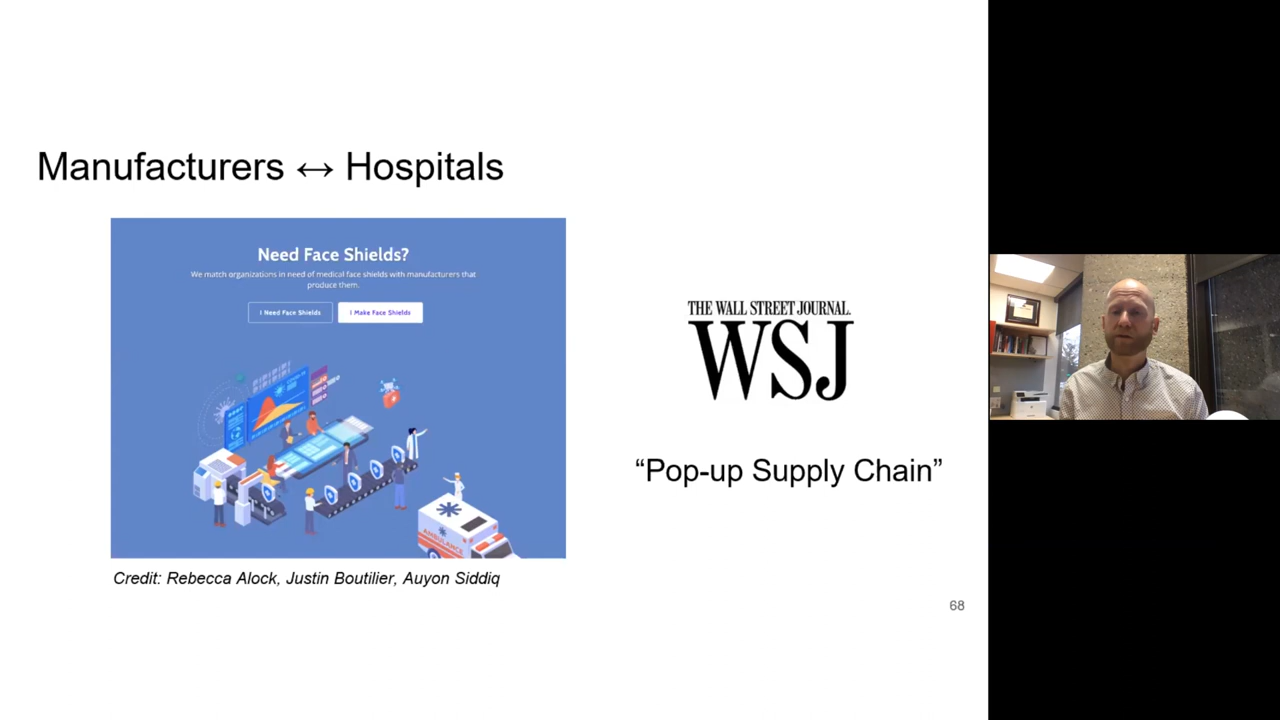 Manufacturers ↔ Hospitals
Need Face Shields?
We match organizations in need of medical face shields with manufacturers that
produce them.
I Need Face Shields
I Make Face Shields
AMBULANCE
Credit: Rebecca Alock, Justin Boutilier, Auyon Siddiq
THE WALL STREET JOURNAL.
WSJ
“Pop-up Supply Chain”
68